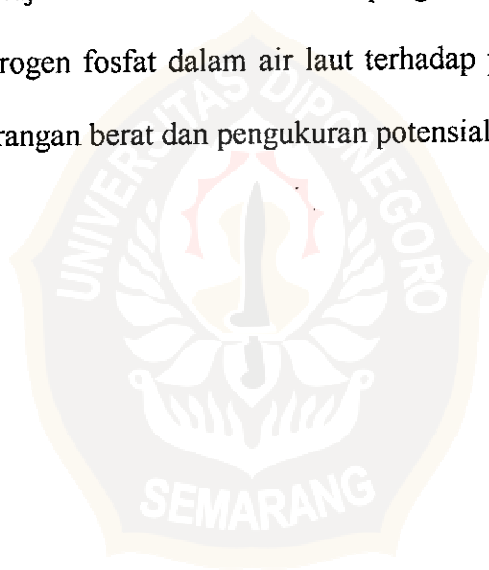 rogen fosfat dalam air laut terhadap
rangan berat dan pengukuran potensial
UNIVERSITAS DIPONEGORO
SEMARANG